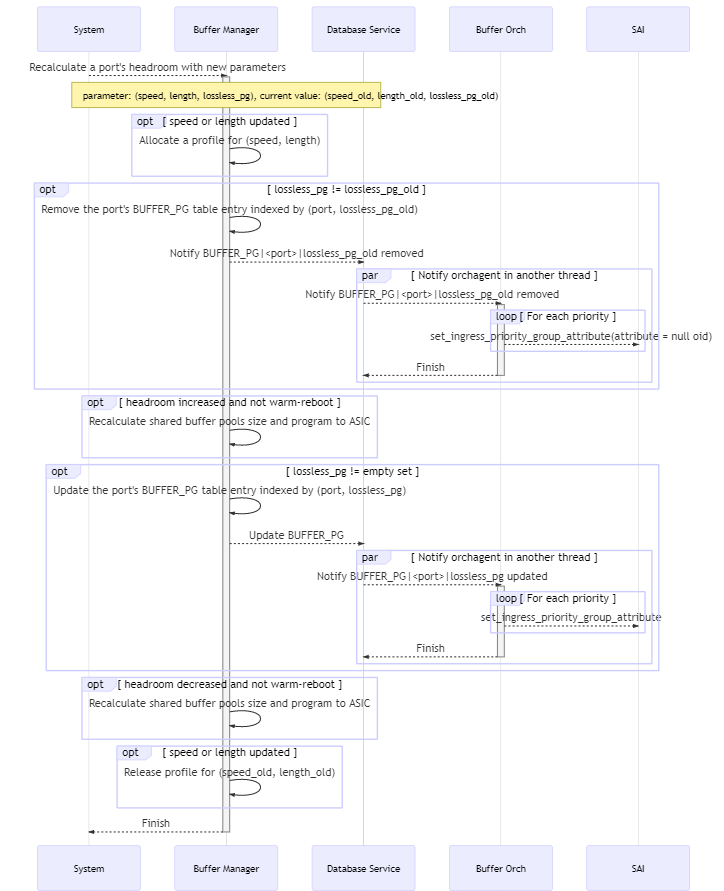 System
Buffer Manager
Database Service
Buffer Orch
SAI
Recalculate a port's headroom with new parameters
parameter: (speed, length, lossless_pg), current value: (speed_old, length_old, lossless_pg_old)
opt [ speed or length updated ]
Allocate a profile for (speed, length)
opt [ lossless_pg != lossless_pg_old ]
Remove the port's BUFFER_PG table entry indexed by (port, lossless_pg_old)
Notify BUFFER_PG|<port>|lossless_pg_old removed
par [ Notify orchagent in another thread ]
Notify BUFFER_PG|<port>|lossless_pg_old removed
loop [ For each priority ]
set_ingress_priority_group_attribute(attribute = null oid)
Finish
opt [ headroom increased and not warm-reboot ]
Recalculate shared buffer pools size and program to ASIC
opt [ lossless_pg != empty set ]
Update the port's BUFFER_PG table entry indexed by (port, lossless_pg)
Update BUFFER_PG
par [ Notify orchagent in another thread ]
Notify BUFFER_PG|<port>|lossless_pg updated
loop [ For each priority ]
set_ingress_priority_group_attribute
Finish
opt [ headroom decreased and not warm-reboot ]
Recalculate shared buffer pools size and program to ASIC
opt [ speed or length updated ]
Release profile for (speed_old, length_old)
Finish
System
Buffer Manager
Database Service
Buffer Orch
SAI